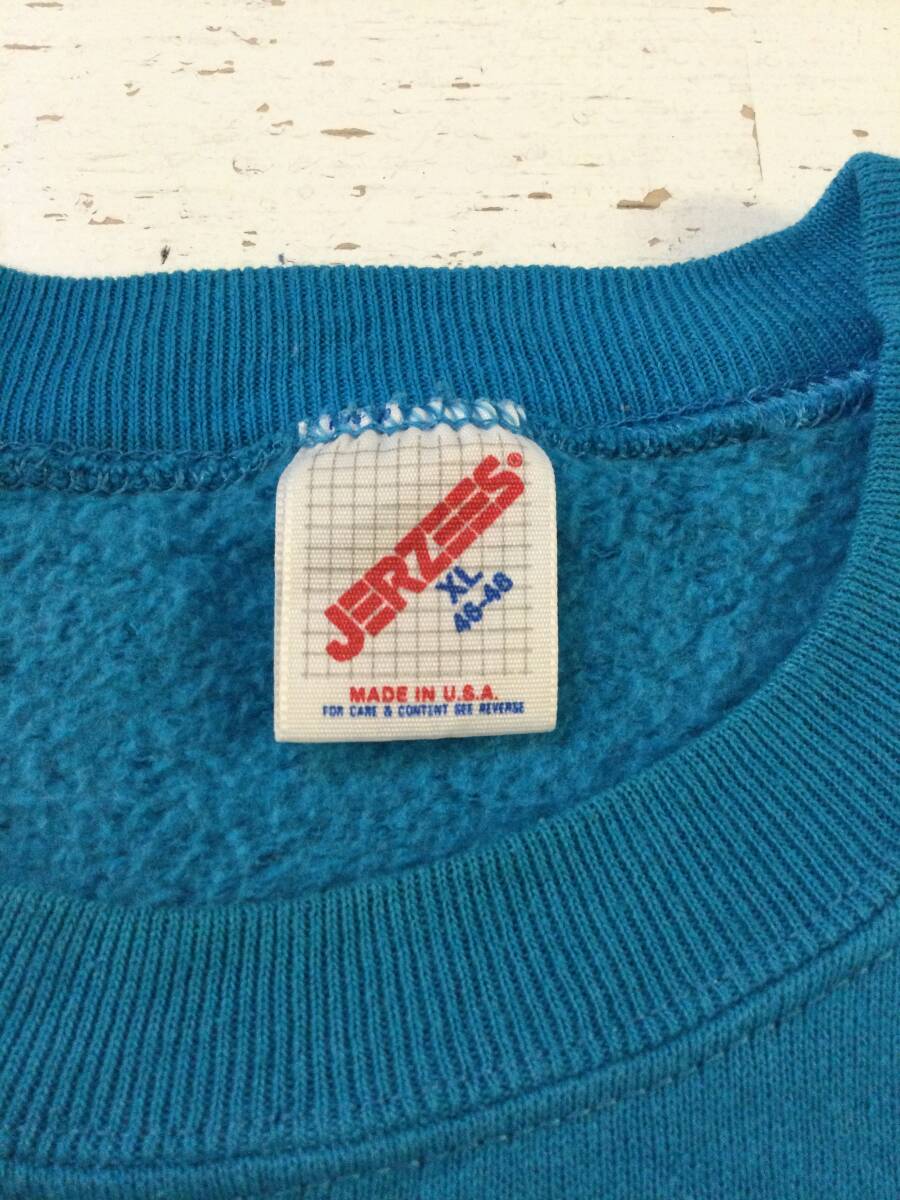 JERZEES®
XL
46-48
MADE IN U.S.A.
FOR CARE & CONTENT SEE REVERSE